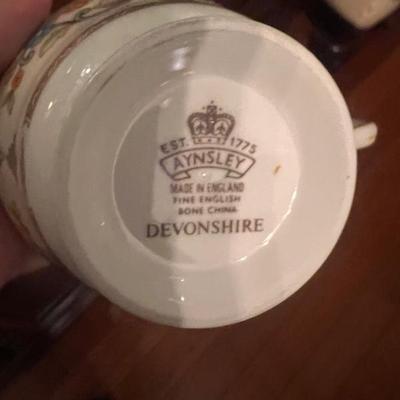 EST. 1775
AYNSLEY
MADE IN ENGLAND
FINE ENGLISH
BONE CHINA
DEVONSHIRE